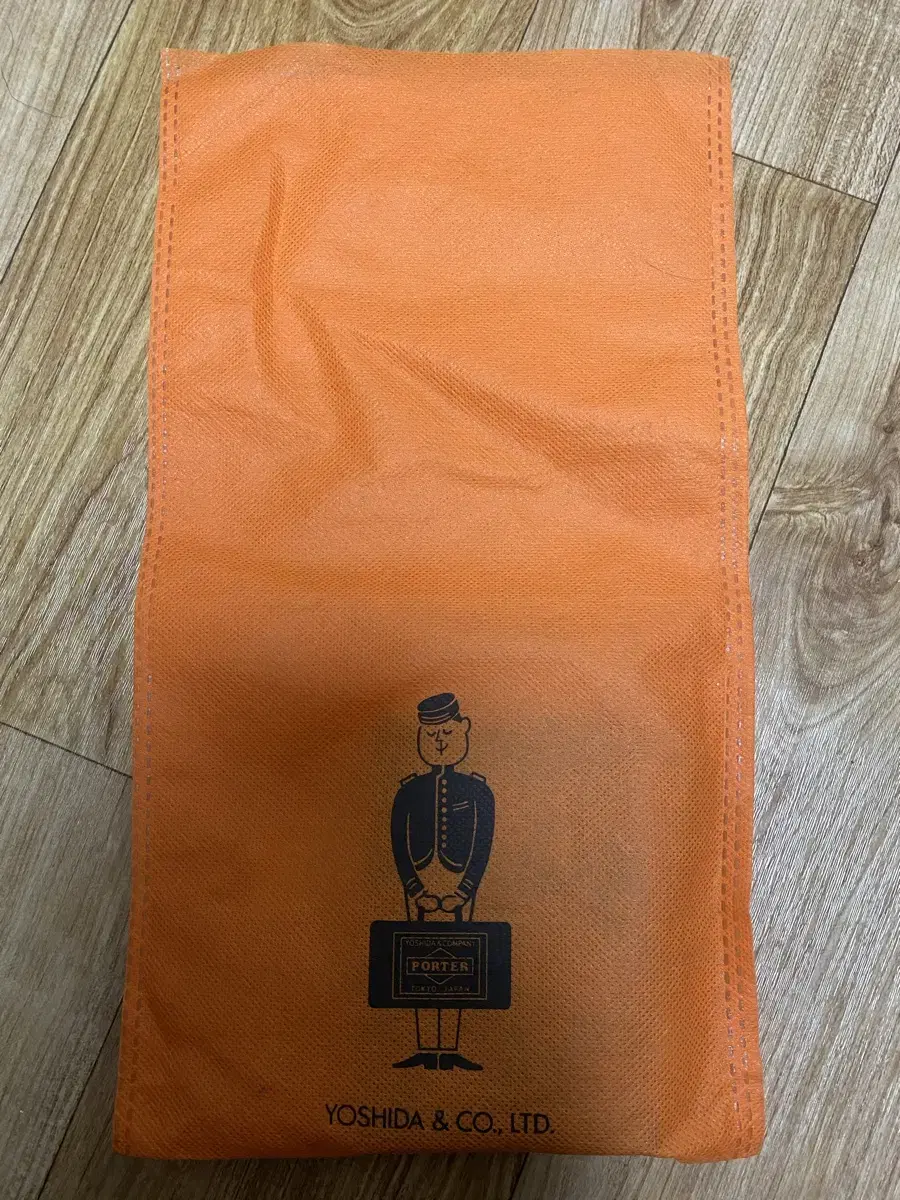 YOSHIDA & COMPANY
PORTER
TOKYO JAPAN
YOSHIDA & CO., LTD.